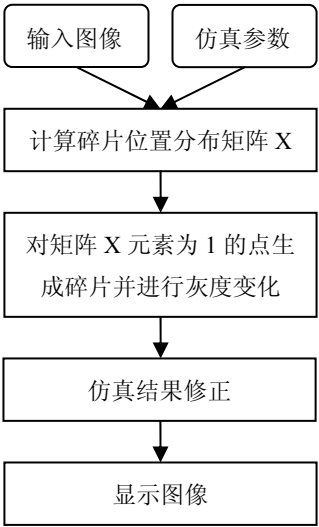 输入图像
仿真参数
计算碎片位置分布矩阵 X
对矩阵 X 元素为 1 的点生
成碎片并进行灰度变化
仿真结果修正
显示图像